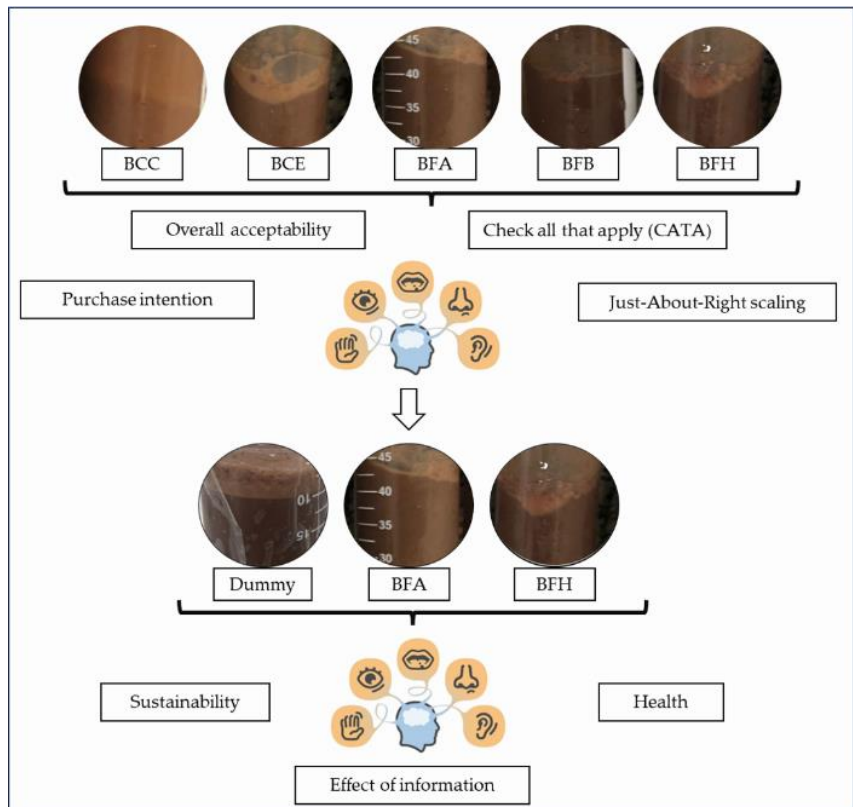 45
40
35
30
BCC
BCE
BFA
BFB
BFH
Overall acceptability
Check all that apply (CATA)
Purchase intention
Just-About-Right scaling
45
40
35
30
10
15
Dummy
BFA
BFH
Sustainability
Health
Effect of information